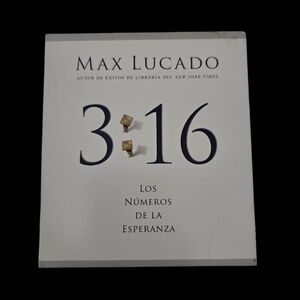 MAX LUCADO
AUTOR DE ÉXITOS DE LIBRERÍA DEL NEW YORK TIMES
3:16
LOS
NÚMEROS
DE LA
ESPERANZA